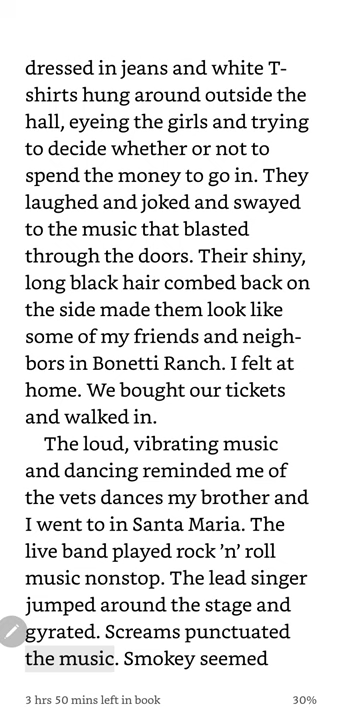 dressed in jeans and white T-
shirts hung around outside the
hall, eyeing the girls and trying
to decide whether or not to
spend the money to go in. They
laughed and joked and swayed
to the music that blasted
through the doors. Their shiny,
long black hair combed back on
the side made them look like
some of my friends and neigh-
bors in Bonetti Ranch. I felt at
home. We bought our tickets
and walked in.
The loud, vibrating music
and dancing reminded me of
the vets dances my brother and
I went to in Santa Maria. The
live band played rock ’n’ roll
music nonstop. The lead singer
jumped around the stage and
gyrated. Screams punctuated
the music. Smokey seemed
3 hrs 50 mins left in book 30%